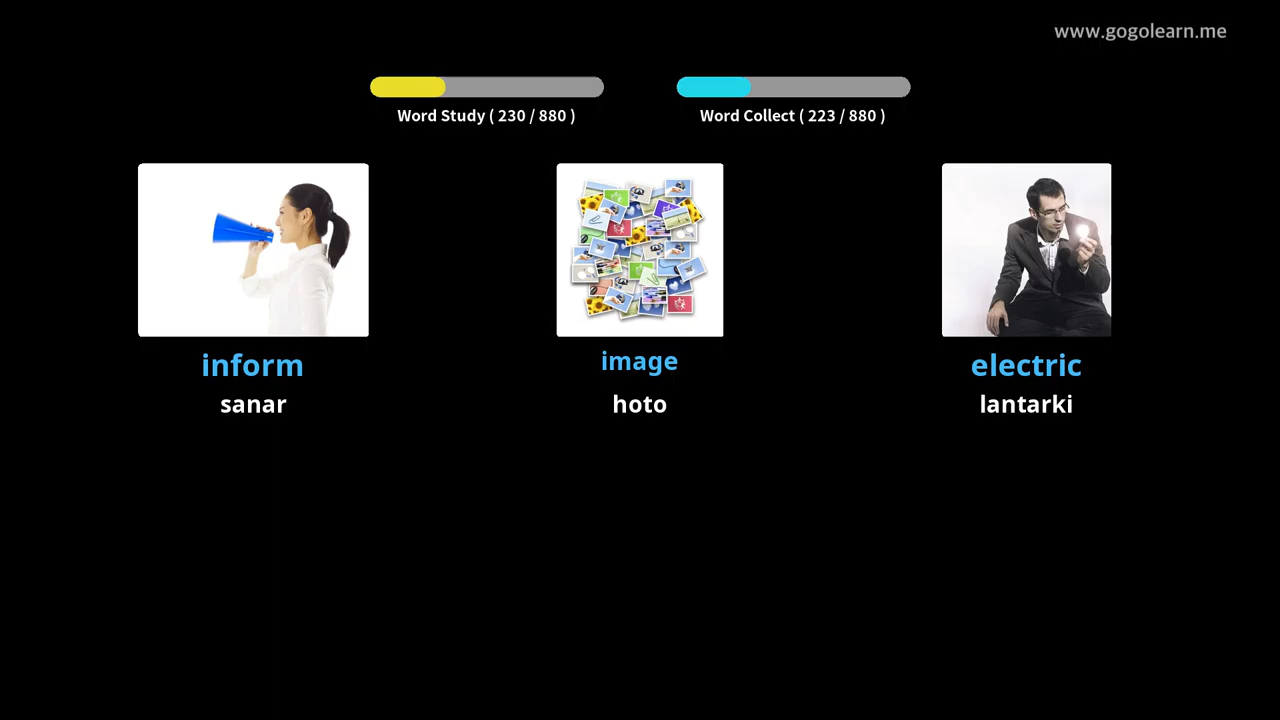 www.gogolearn.me
Word Study ( 230 / 880 )
Word Collect ( 223 / 880 )
inform
image
electric
sanar
hoto
lantarki